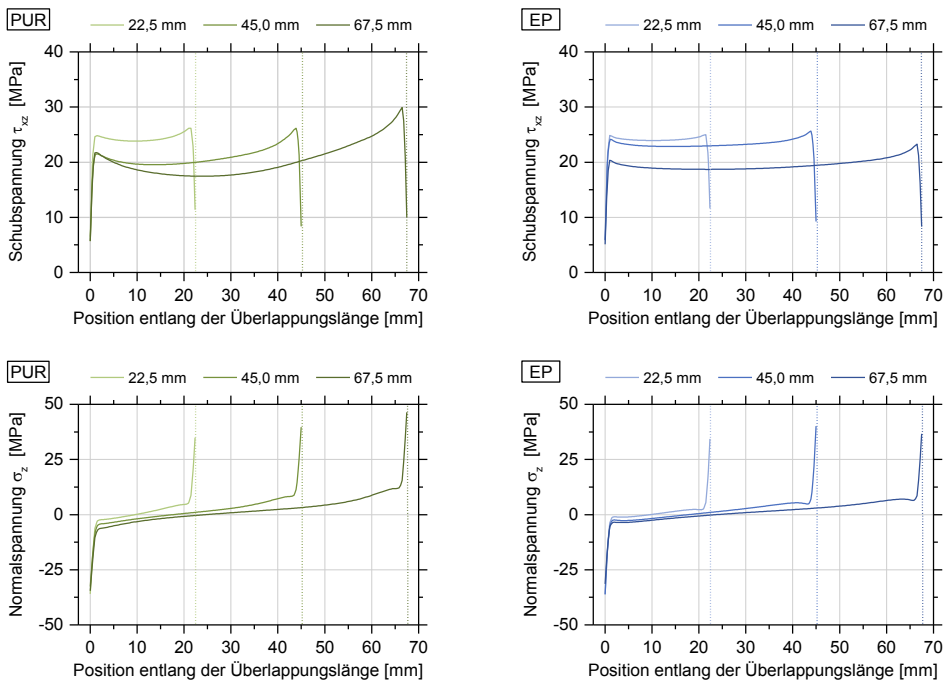 PUR
22,5 mm 45,0 mm 67,5 mm
Schubspannung τxz [MPa]
40
30
20
10
0
0 10 20 30 40 50 60 70
Position entlang der Überlappungslänge [mm]
EP
22,5 mm 45,0 mm 67,5 mm
Schubspannung τxz [MPa]
40
30
20
10
0
0 10 20 30 40 50 60 70
Position entlang der Überlappungslänge [mm]
PUR
22,5 mm 45,0 mm 67,5 mm
Normalspannung σz [MPa]
50
25
0
-25
-50
0 10 20 30 40 50 60 70
Position entlang der Überlappungslänge [mm]
EP
22,5 mm 45,0 mm 67,5 mm
Normalspannung σz [MPa]
50
25
0
-25
-50
0 10 20 30 40 50 60 70
Position entlang der Überlappungslänge [mm]